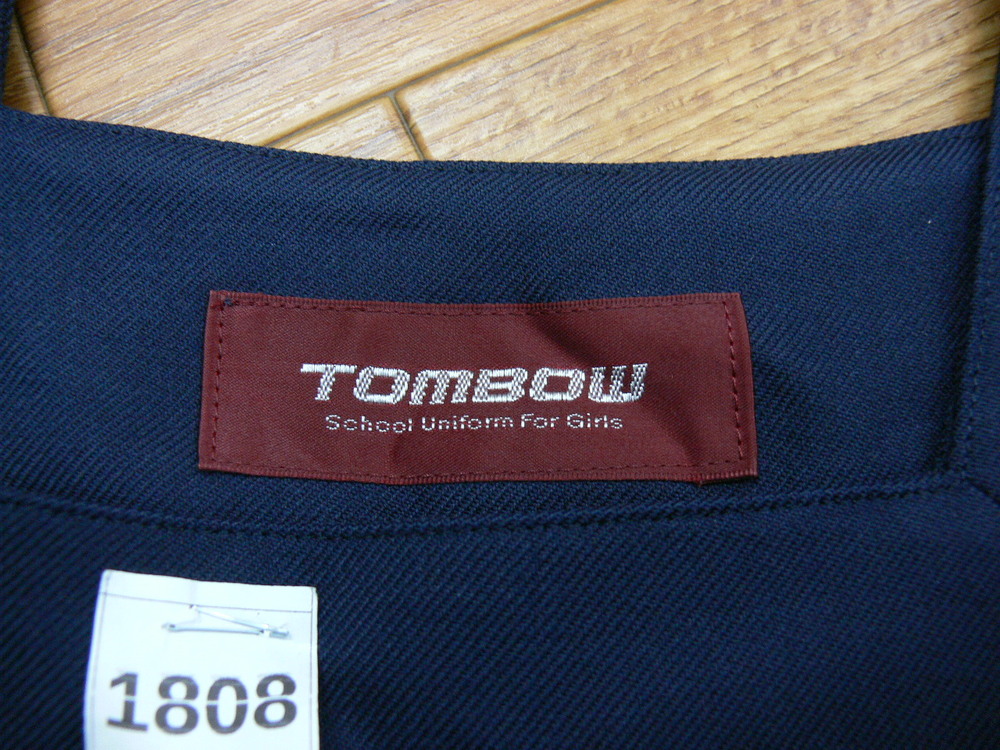 TOMBOW
School Uniform For Girls
1808